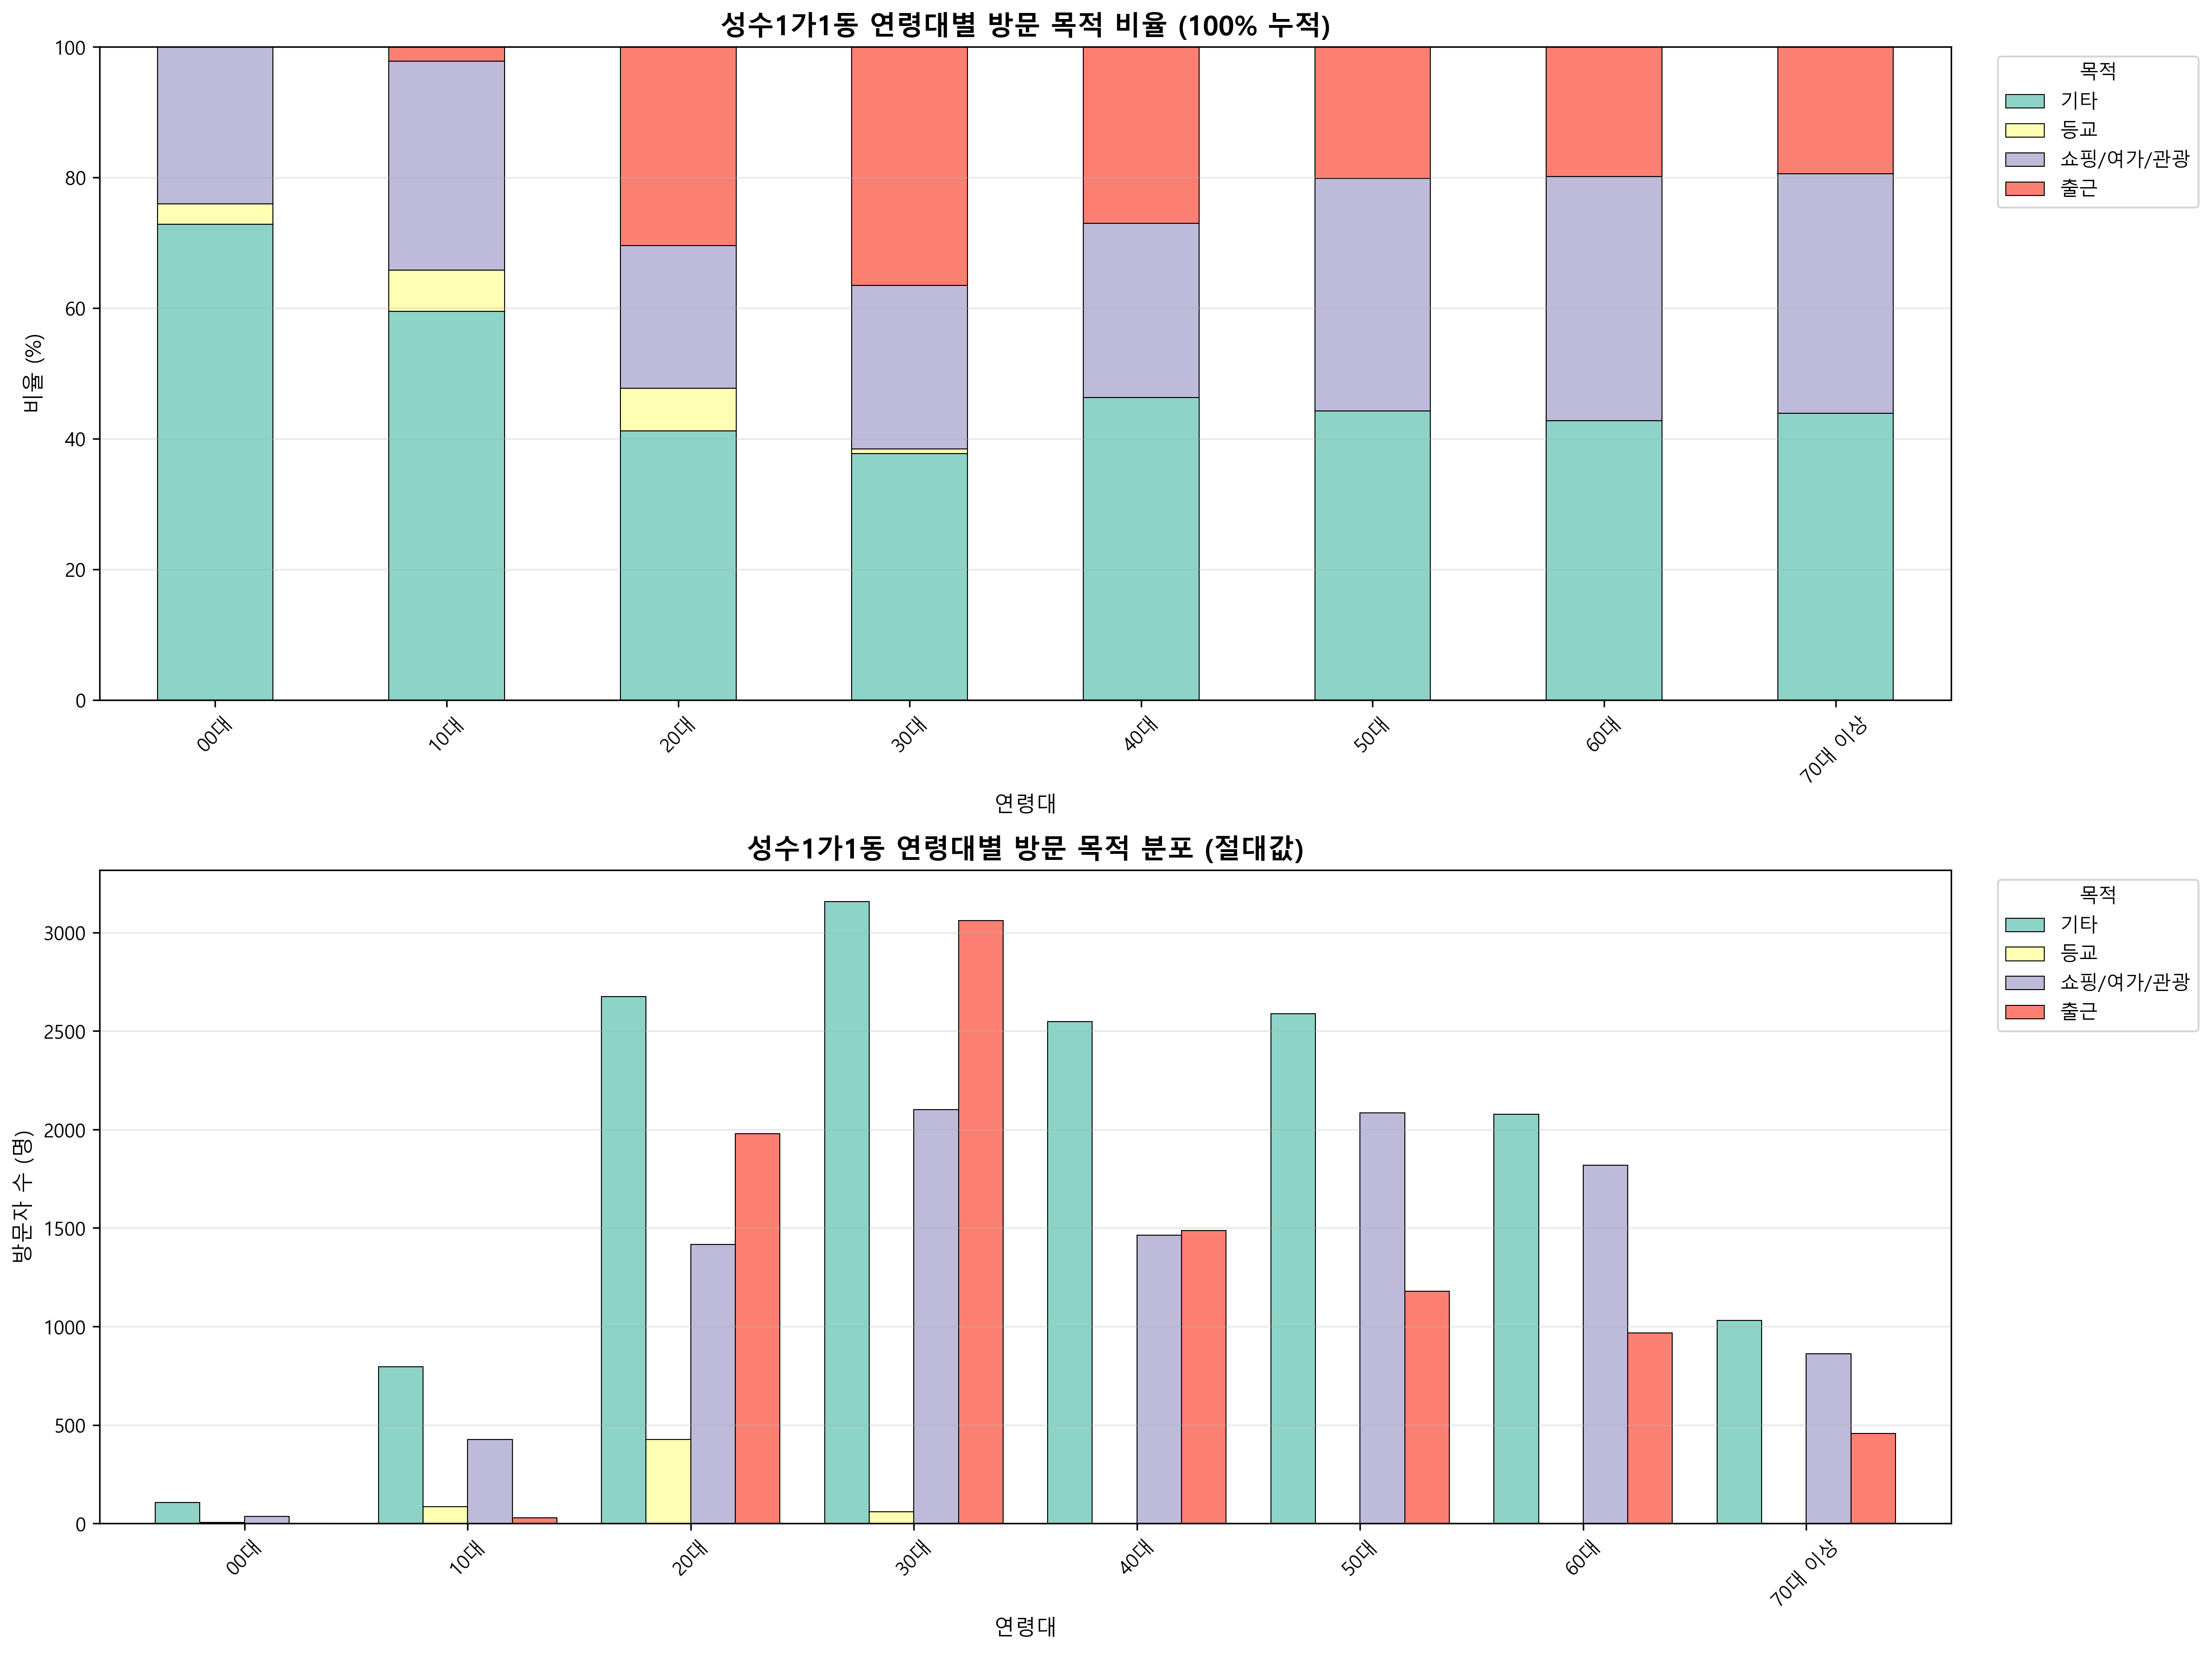 성수1가1동 연령대별 방문 목적 비율 (100% 누적)
비율 (%)
100
80
60
40
20
0
00대
10대
20대
30대
40대
50대
60대
70대 이상
연령대
목적
기타
등교
쇼핑/여가/관광
출근
성수1가1동 연령대별 방문 목적 분포 (절대값)
방문자 수 (명)
3000
2500
2000
1500
1000
500
0
00대
10대
20대
30대
40대
50대
60대
70대 이상
연령대
목적
기타
등교
쇼핑/여가/관광
출근